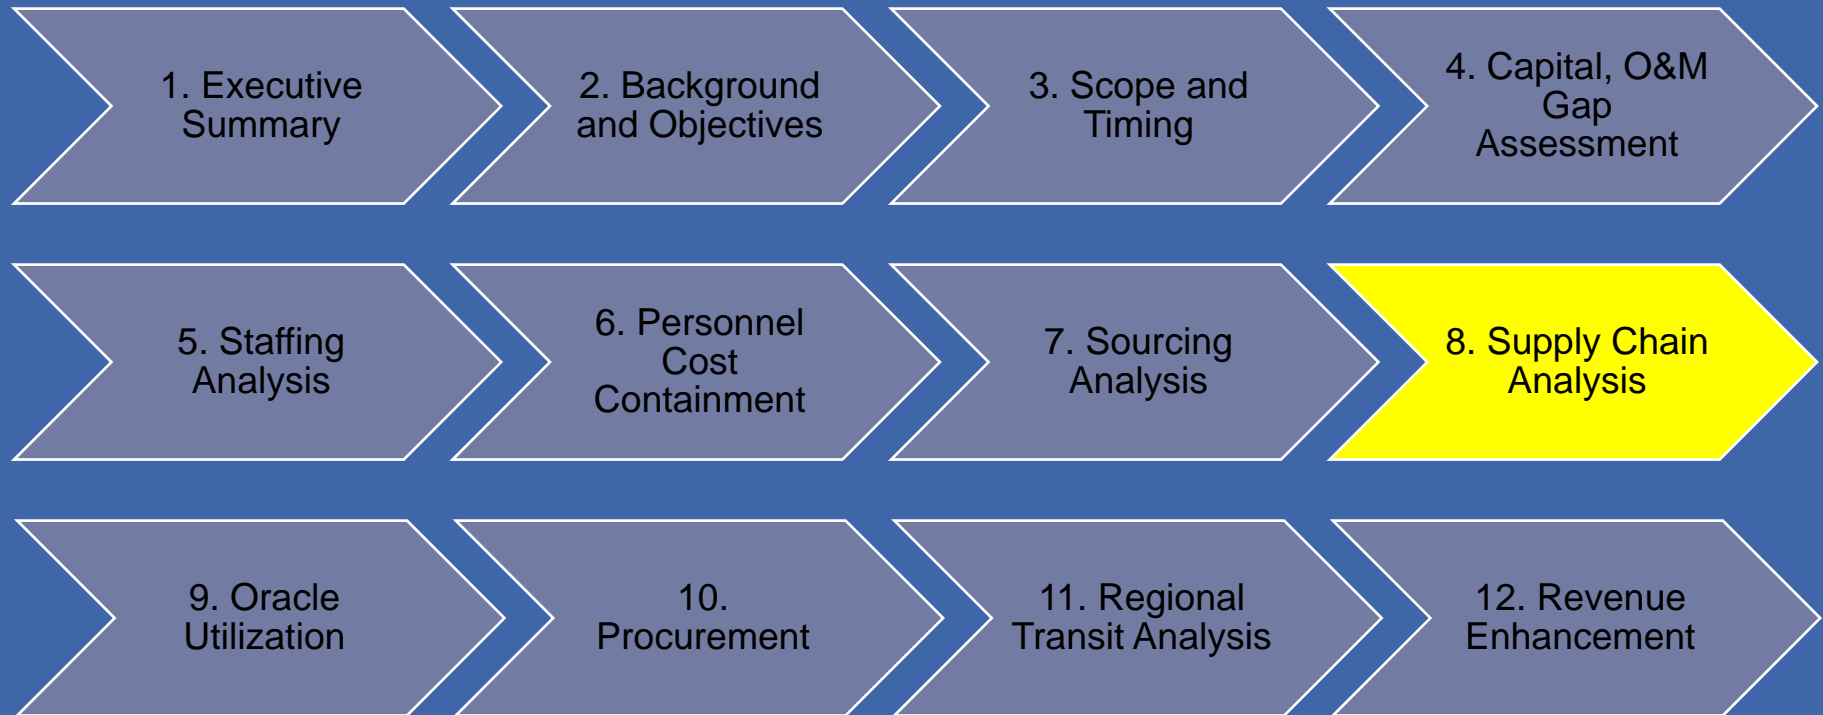 1. Executive
Summary
2. Background
and Objectives
3. Scope and
Timing
4. Capital, O&M
Gap
Assessment
5. Staffing
Analysis
6. Personnel
Cost
Containment
7. Sourcing
Analysis
8. Supply Chain
Analysis
9. Oracle
Utilization
10.
Procurement
11. Regional
Transit Analysis
12. Revenue
Enhancement